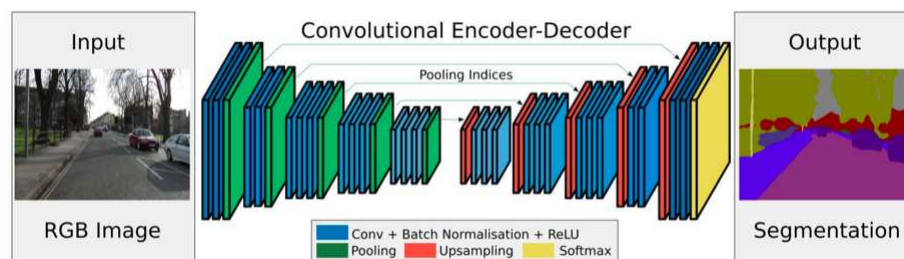 Input
RGB Image
Convolutional Encoder-Decoder
Pooling Indices
Conv + Batch Normalisation + ReLU
Pooling Upsampling Softmax
Output
Segmentation